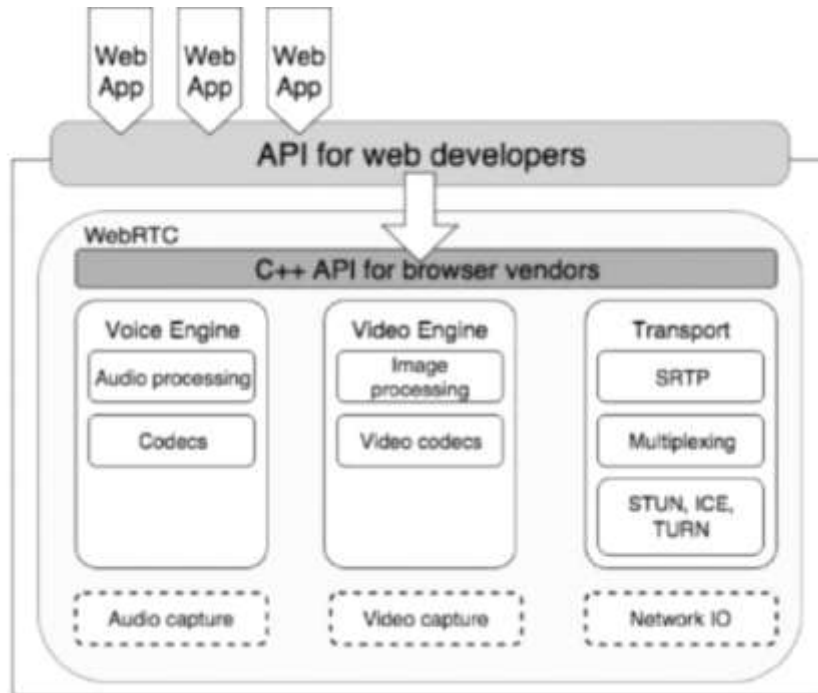 Web
App
Web
App
Web
App
API for web developers
WebRTC
C++ API for browser vendors
Voice Engine
Audio processing
Codecs
Video Engine
Image
processing
Video codecs
Transport
SRTP
Multiplexing
STUN, ICE,
TURN
Audio capture
Video capture
Network IO